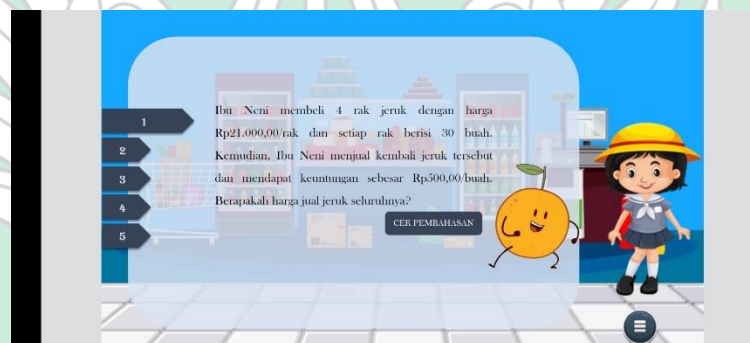 1
Ibu Neni membeli 4 rak jeruk dengan harga
Rp21.000,00/rak dan setiap rak berisi 30 buah.
2
Kemudian, Ibu Neni menjual kembali jeruk tersebut
3
dan mendapat keuntungan sebesar Rp500,00/buah.
4
Berapakah harga jual jeruk seluruhnya?
CEK PEMBAHASAN
5